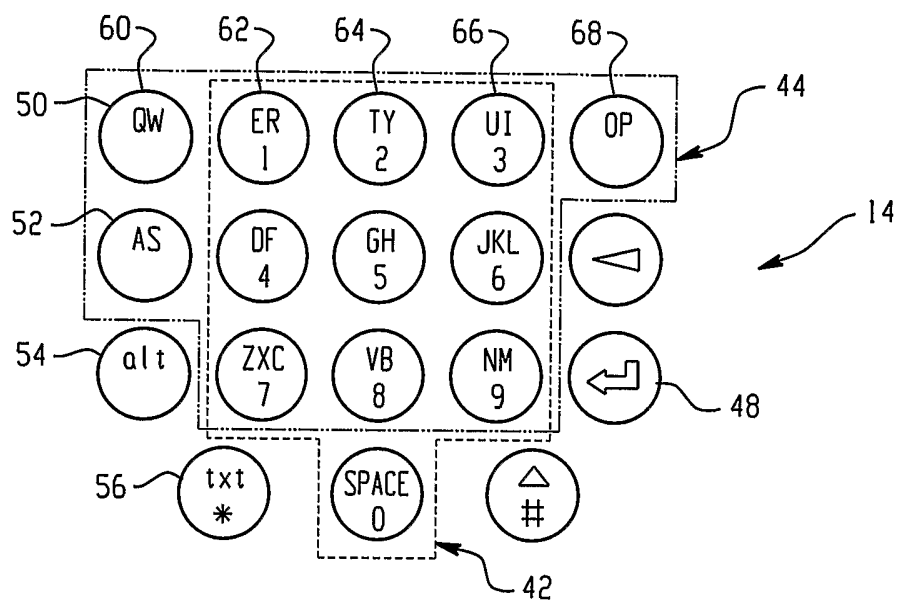 60 62 64 66 68
50 QW ER TY UI OP 44
1 2 3
52 AS DF GH JKL 14
4 5 6
54 alt ZXC VB NM
7 8 9 48
56 txt SPACE
* 0 #
42